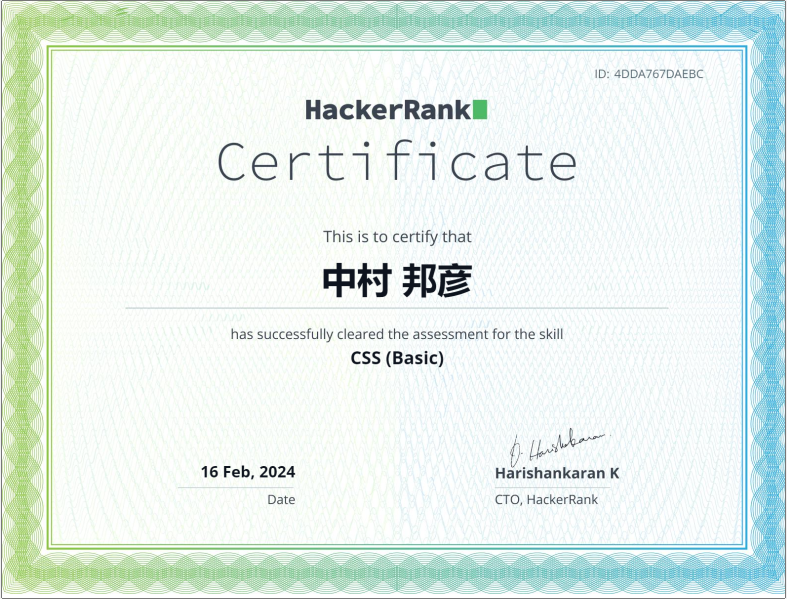 ID: 4DDA767DAEBC
HackerRank
Certificate
This is to certify that
中村 邦彦
has successfully cleared the assessment for the skill
CSS (Basic)
16 Feb, 2024
Date
Harishankaran K
CTO, HackerRank